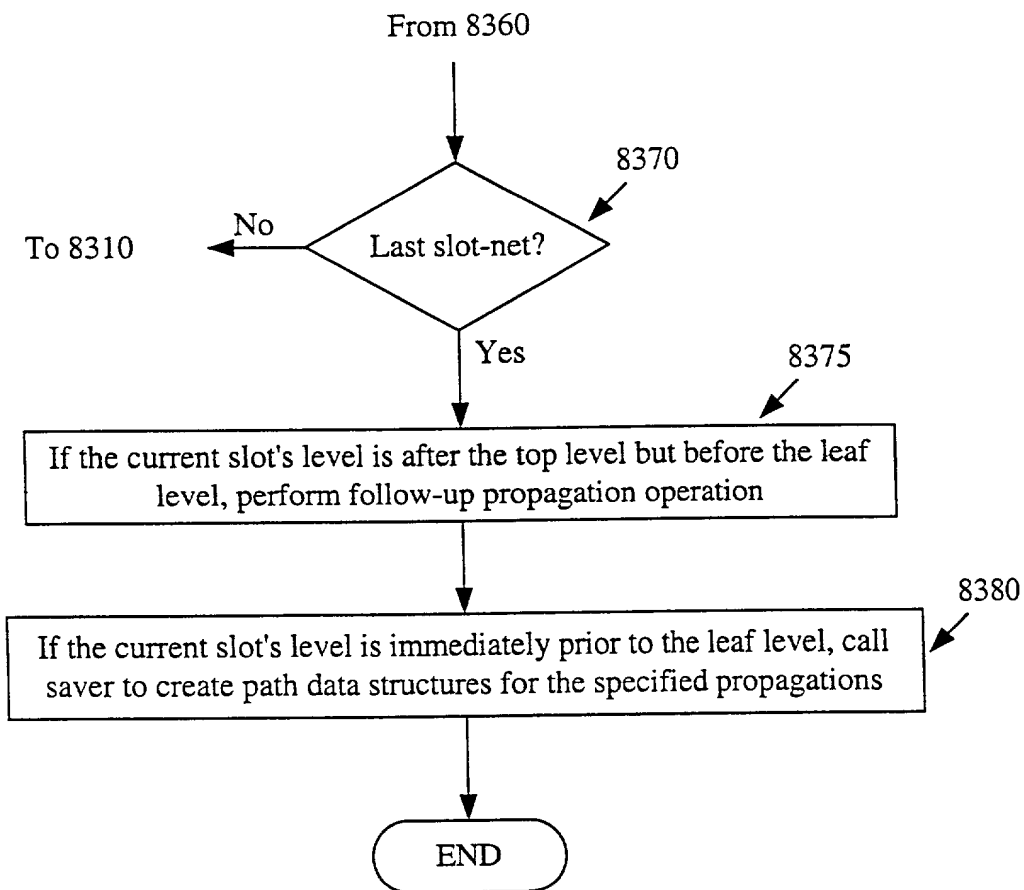 From 8360
8370
No
To 8310
Last slot-net?
Yes
8375
If the current slot's level is after the top level but before the leaf
level, perform follow-up propagation operation
8380
If the current slot's level is immediately prior to the leaf level, call
saver to create path data structures for the specified propagations
END